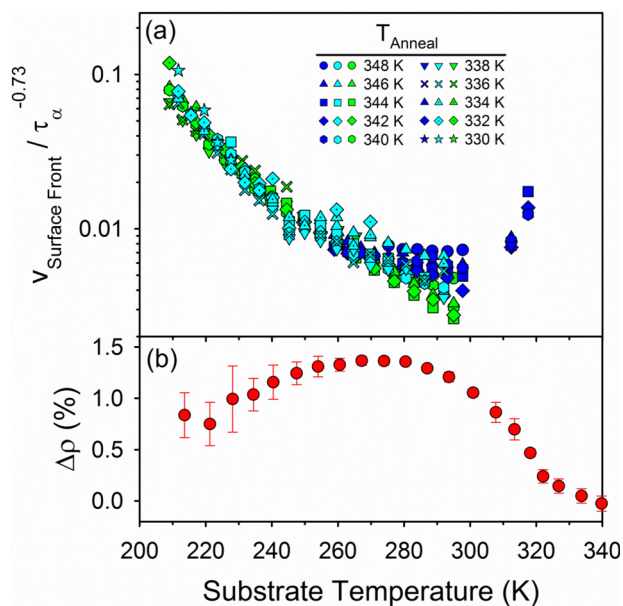 (a)
T_Anneal
348 K 338 K
346 K 336 K
344 K 334 K
342 K 332 K
340 K 330 K
v_Surface Front / τ_α^-0.73
0.1
0.01
(b)
Δρ (%)
1.5
1.0
0.5
0.0
200 220 240 260 280 300 320 340
Substrate Temperature (K)